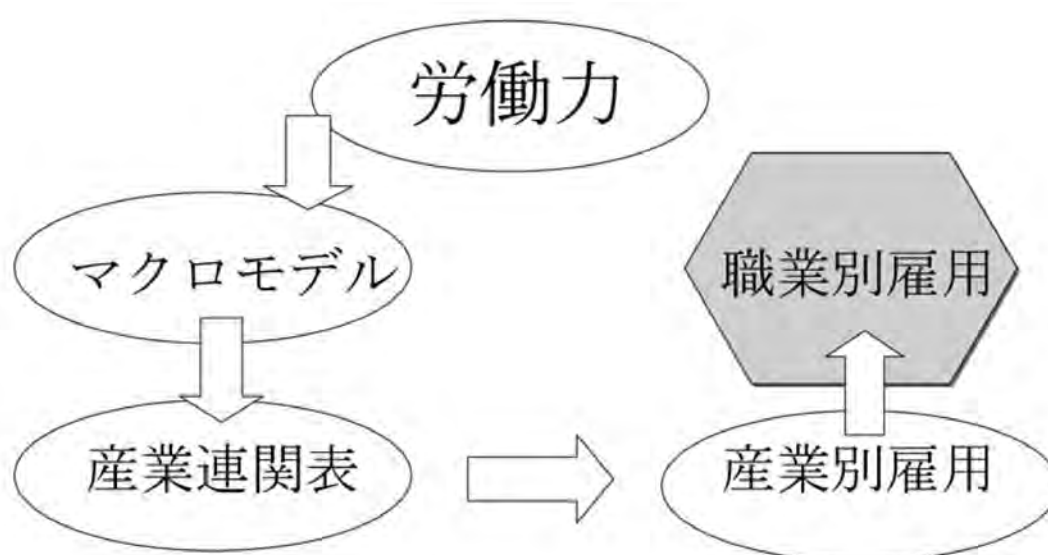 労働力
マクロモデル
産業連関表
産業別雇用
職業別雇用